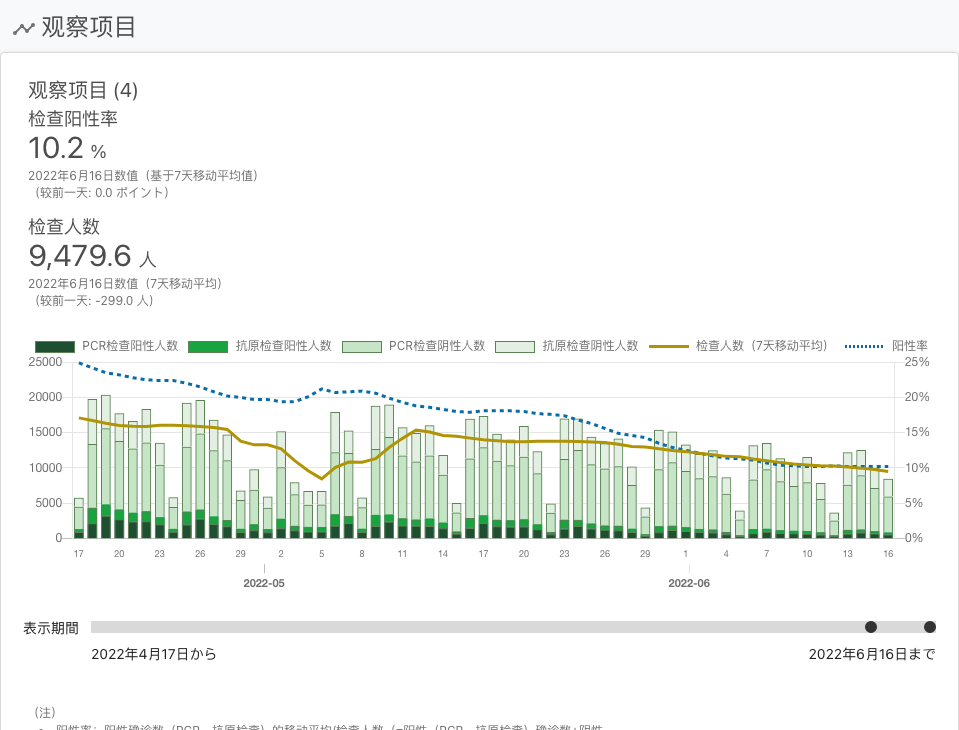 观察项目
观察项目 (4)
检查阳性率
10.2 %
2022年6月16日数值（基于7天移动平均值）
（较前一天: 0.0 ポイント）
检查人数
9,479.6 人
2022年6月16日数值（7天移动平均）
（较前一天: -299.0 人）
PCR检查阳性人数 抗原检查阳性人数 PCR检查阴性人数 抗原检查阴性人数 检查人数（7天移动平均） 阳性率
25000 25%
20000 20%
15000 15%
10000 10%
5000 5%
0 0%
17 20 23 26 29 2 5 8 11 14 17 20 23 26 29 1 4 7 10 13 16
2022-05 2022-06
表示期間
2022年4月17日から 2022年6月16日まで
（注）